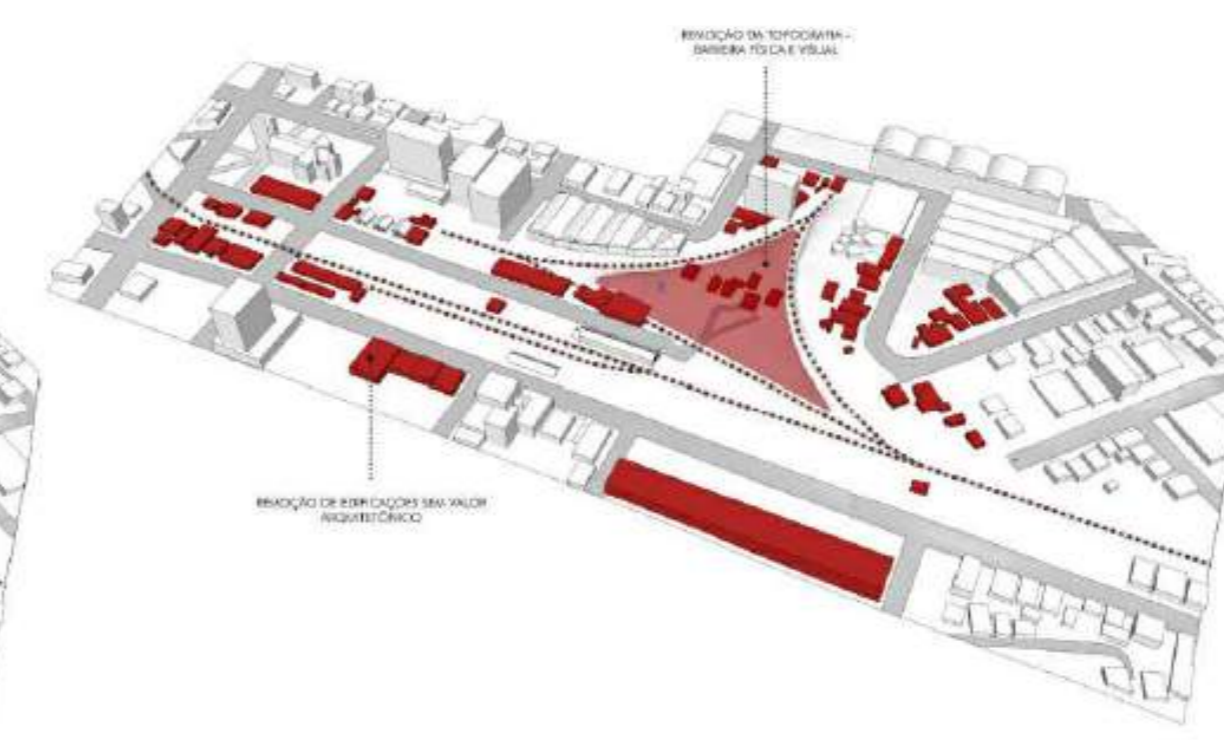 REMOÇÃO DA TOPOGRAFIA -
BARREIRA FÍSICA E VISUAL
REMOÇÃO DE EDIFICAÇÕES SEM VALOR
ARQUITETÔNICO